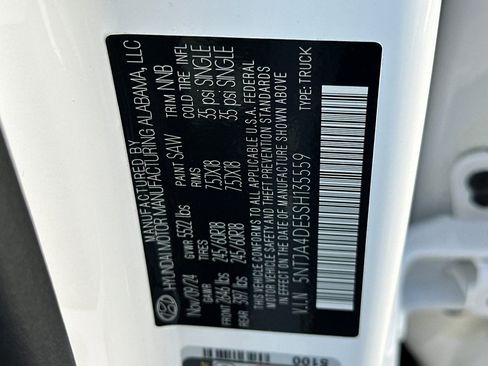 MANUFACTURED BY
HYUNDAI MOTOR MANUFACTURING ALABAMA, LLC
Nov/09/24 GVWR 5522 lbs PAINT SAW TRIM NNB
GAWR TIRES RIMS COLD TIRE INFL
FRONT 2646 lbs 245/60R18 7.5JX18 35 psi SINGLE
REAR 3197 lbs 245/60R18 7.5JX18 35 psi SINGLE
THIS VEHICLE CONFORMS TO ALL APPLICABLE U.S.A. FEDERAL
MOTOR VEHICLE SAFETY AND THEFT PREVENTION STANDARDS
IN EFFECT ON THE DATE OF MANUFACTURE SHOWN ABOVE
V.I.N 5NTJA4DE5SH135559 TYPE: TRUCK
S100